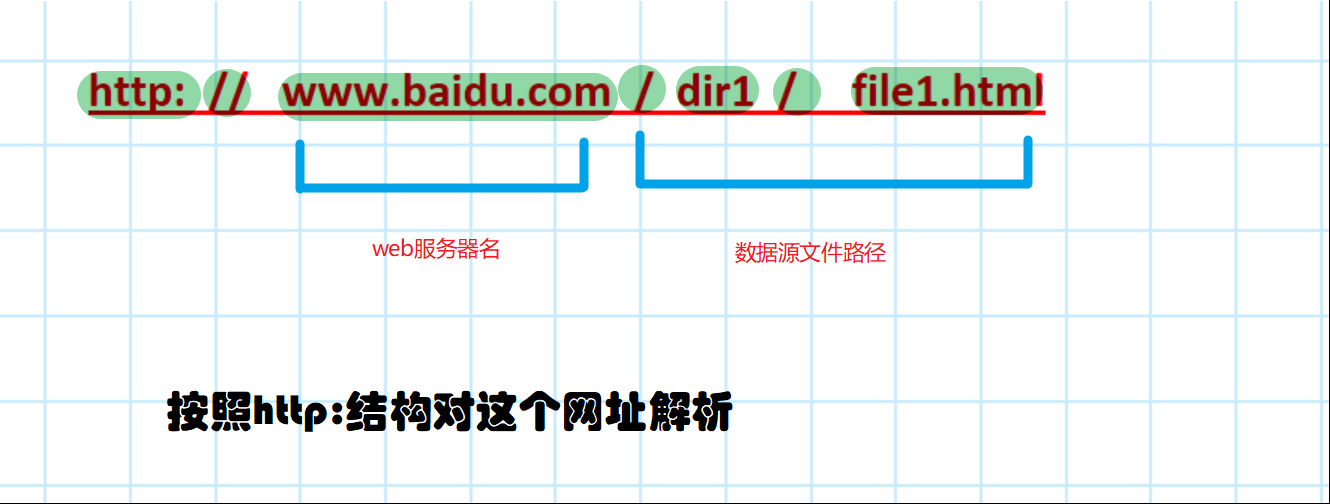 http: // www.baidu.com / dir1 / file1.html
web服务器名 数据源文件路径
按照http:结构对这个网址解析